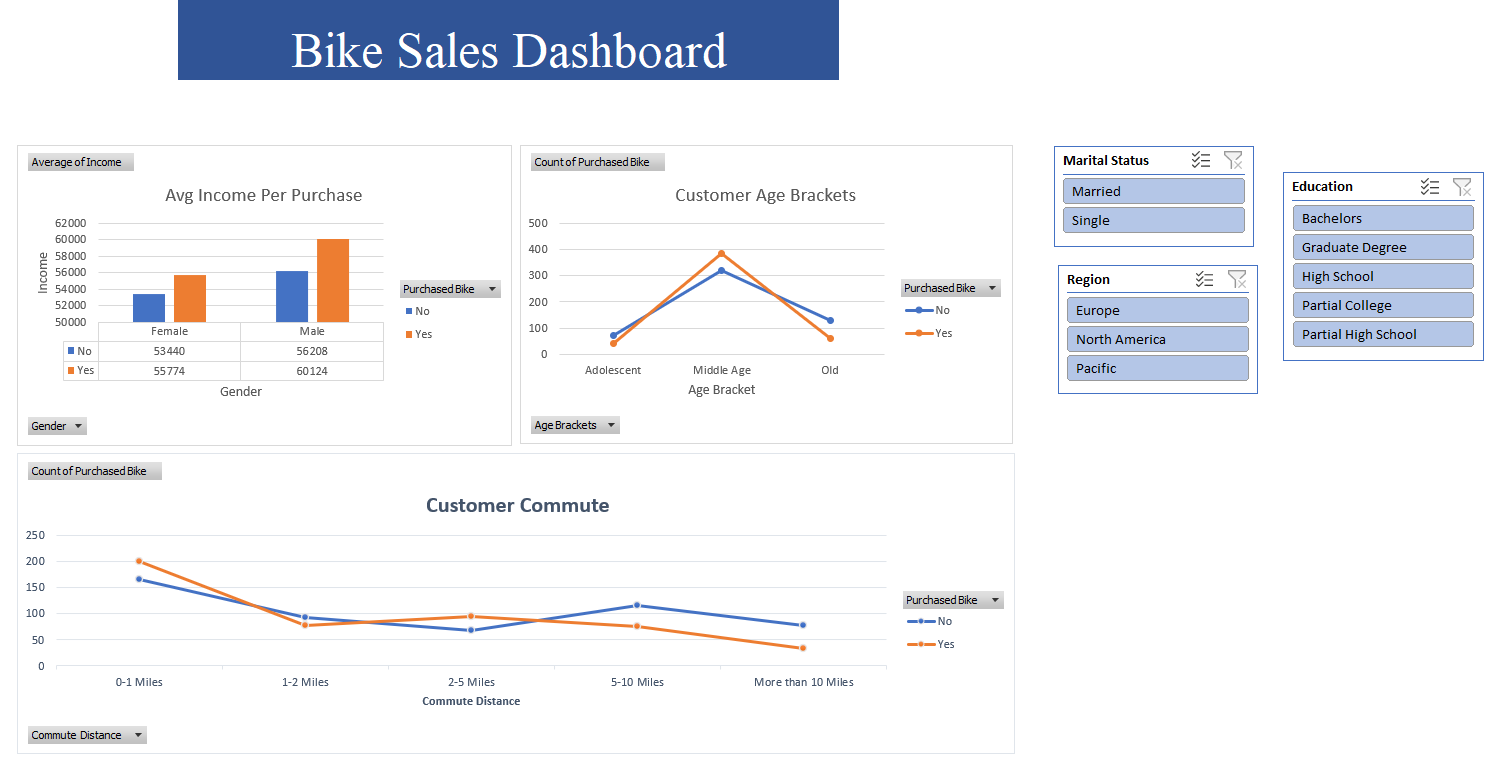 Bike Sales Dashboard
Average of Income
Avg Income Per Purchase
62000
60000
58000
56000
54000
52000
50000
Income
Female Male
No 53440 56208
Yes 55774 60124
Gender
Purchased Bike
No
Yes
Gender
Count of Purchased Bike
Customer Age Brackets
500
400
300
200
100
0
Adolescent Middle Age Old
Age Bracket
Purchased Bike
No
Yes
Age Brackets
Marital Status
Married
Single
Region
Europe
North America
Pacific
Education
Bachelors
Graduate Degree
High School
Partial College
Partial High School
Count of Purchased Bike
Customer Commute
250
200
150
100
50
0
0-1 Miles 1-2 Miles 2-5 Miles 5-10 Miles More than 10 Miles
Commute Distance
Purchased Bike
No
Yes
Commute Distance